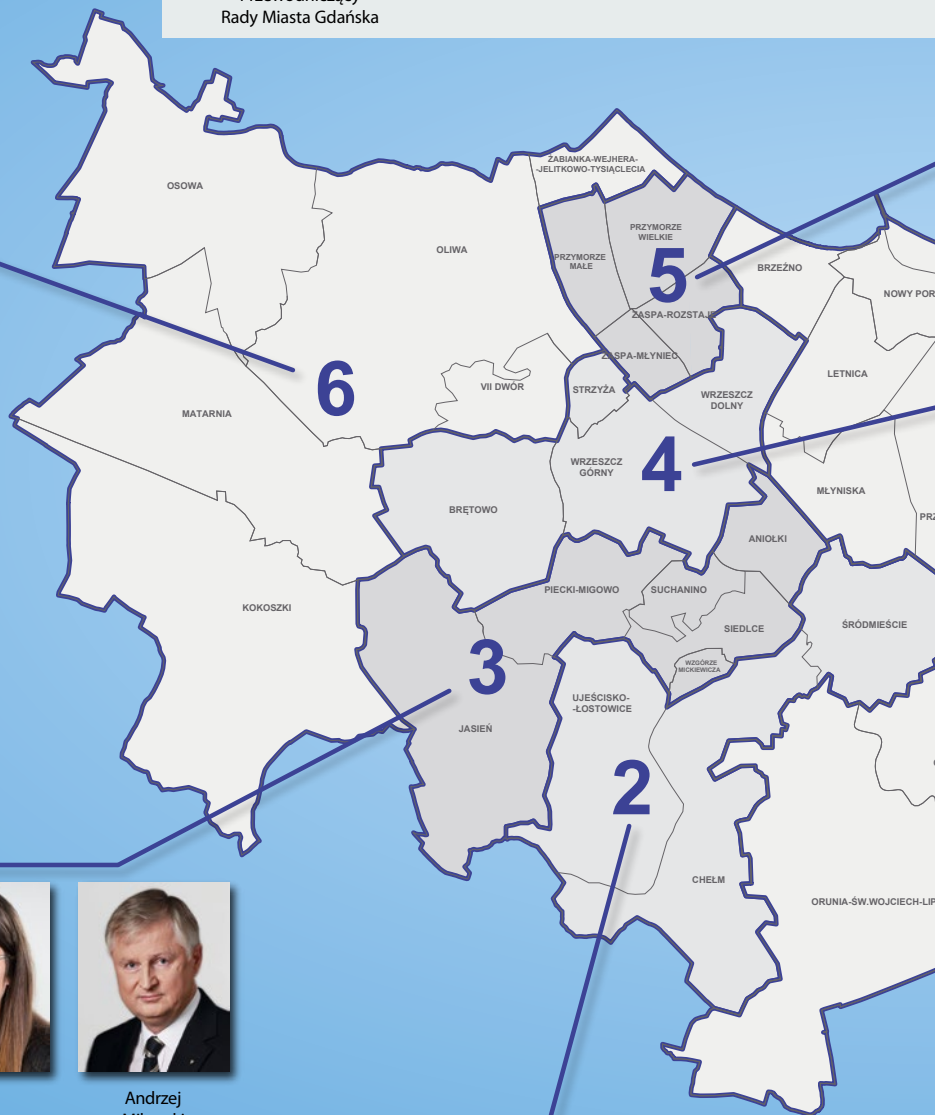 Rady Miasta Gdańska
ŻABIANKA-WEJHERA-
-JELITKOWO-TYSIĄCLECIA
OSOWA
PRZYMORZE
WIELKIE
OLIWA
PRZYMORZE
MAŁE
5
BRZEŹNO
NOWY POR
ZASPA-ROZSTAJE
ZASPA-MŁYNIEC
LETNICA
6
VII DWÓR
STRZYŻA
WRZESZCZ
DOLNY
MATARNIA
WRZESZCZ
GÓRNY
4
MŁYNISKA
BRĘTOWO
PRZ
ANIOŁKI
PIECKI-MIGOWO
SUCHANINO
KOKOSZKI
SIEDLCE
ŚRÓDMIEŚCIE
3
WZGÓRZE
MICKIEWICZA
UJEŚCISKO-
-ŁOSTOWICE
JASIEŃ
2
CHEŁM
ORUNIA-ŚW.WOJCIECH-LIP
Andrzej